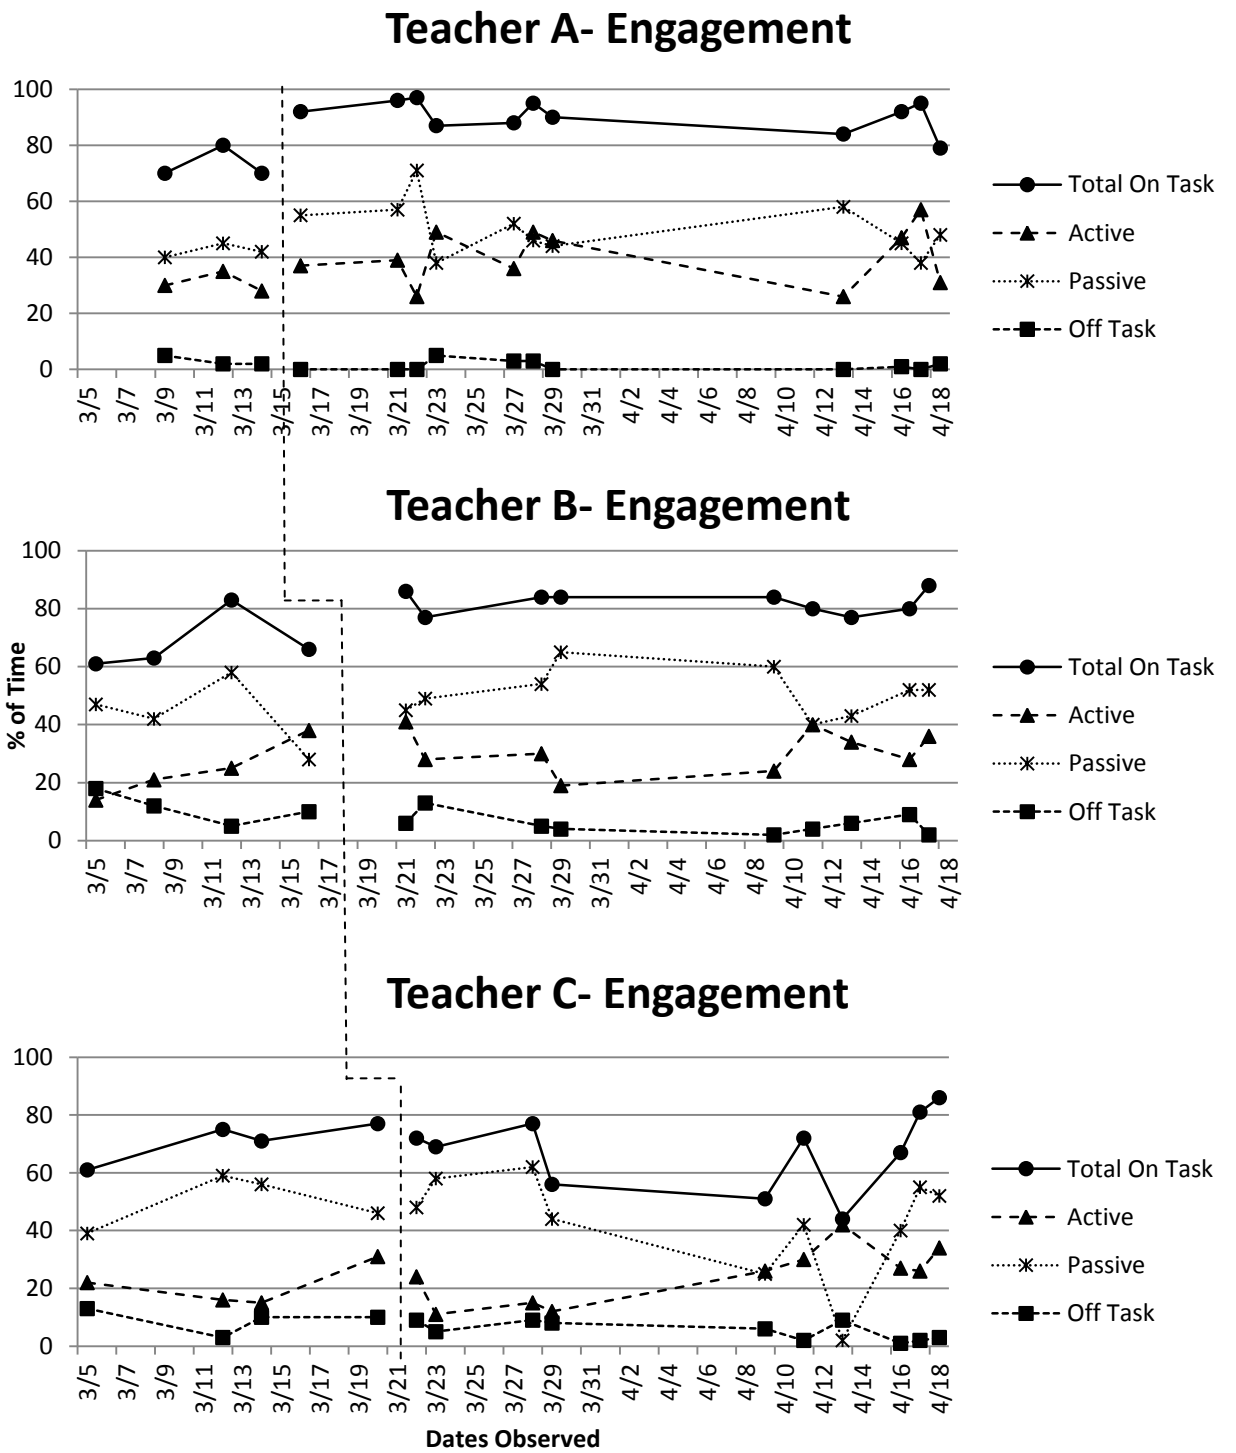 Teacher A- Engagement
100
80
60
40
20
0
3/5 3/7 3/9 3/11 3/13 3/15 3/17 3/19 3/21 3/23 3/25 3/27 3/29 3/31 4/2 4/4 4/6 4/8 4/10 4/12 4/14 4/16 4/18
Total On Task
Active
Passive
Off Task
Teacher B- Engagement
% of Time
100
80
60
40
20
0
3/5 3/7 3/9 3/11 3/13 3/15 3/17 3/19 3/21 3/23 3/25 3/27 3/29 3/31 4/2 4/4 4/6 4/8 4/10 4/12 4/14 4/16 4/18
Total On Task
Active
Passive
Off Task
Teacher C- Engagement
100
80
60
40
20
0
3/5 3/7 3/9 3/11 3/13 3/15 3/17 3/19 3/21 3/23 3/25 3/27 3/29 3/31 4/2 4/4 4/6 4/8 4/10 4/12 4/14 4/16 4/18
Total On Task
Active
Passive
Off Task
Dates Observed